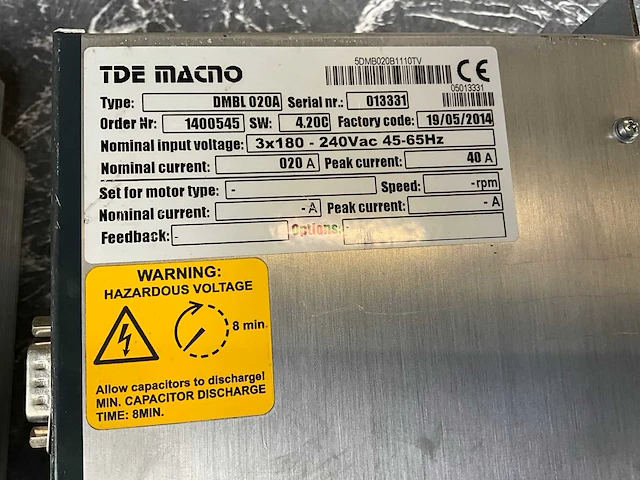 5DMB020B1110TV
TDE MACNO
CE
05013331
Type: DMBL 020A Serial nr.: 013331
Order Nr: 1400545 SW: 4.20C Factory code: 19/05/2014
Nominal input voltage: 3x180 - 240Vac 45-65Hz
Nominal current: 020 A Peak current: 40 A
Set for motor type: - Speed: -rpm
Nominal current: - A Peak current: - A
Feedback: - Options: -
WARNING:
HAZARDOUS VOLTAGE
8 min.
Allow capacitors to discharge!
MIN. CAPACITOR DISCHARGE
TIME: 8MIN.